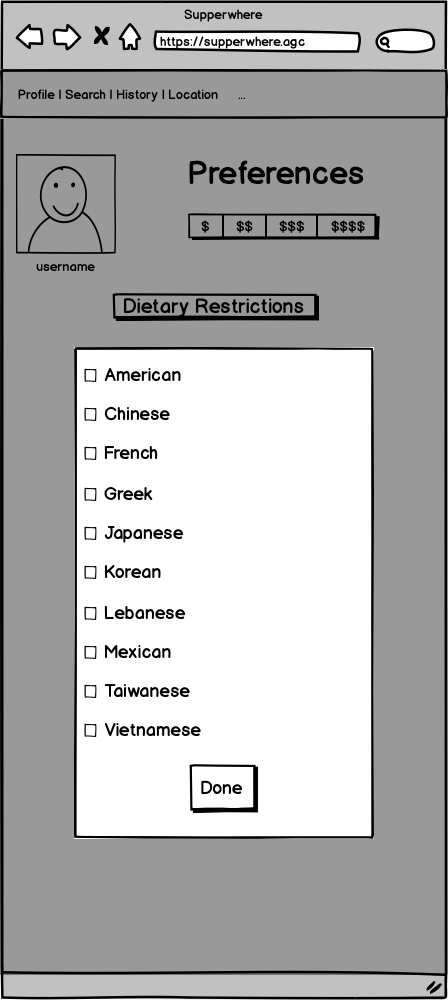 Supperwhere
https://supperwhere.agc
Profile | Search | History | Location ...
Preferences
$ $$ $$$ $$$$
username
Dietary Restrictions
American
Chinese
French
Greek
Japanese
Korean
Lebanese
Mexican
Taiwanese
Vietnamese
Done